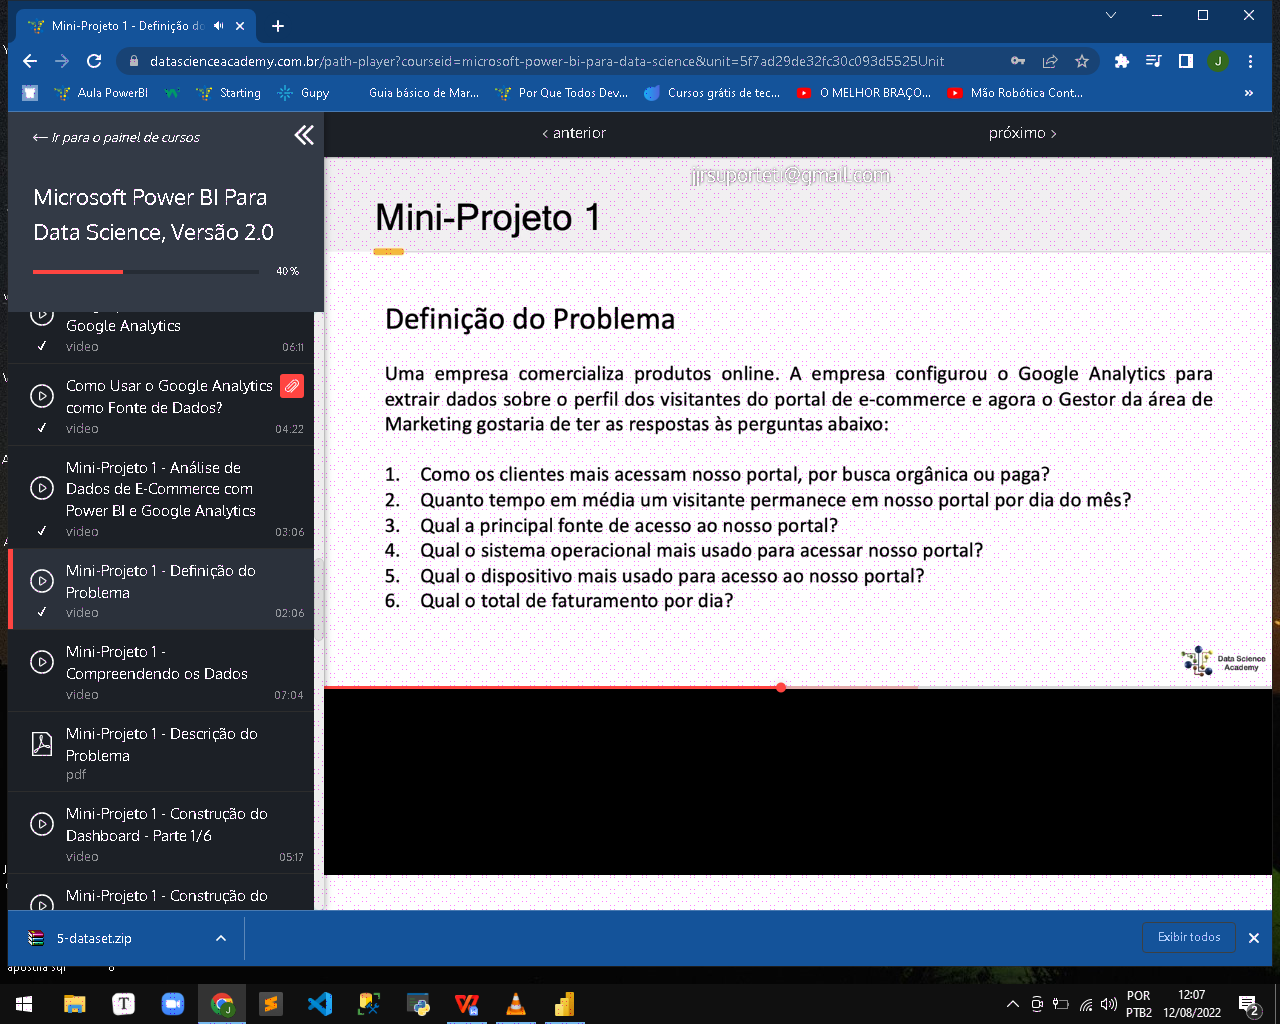 Mini-Projeto 1 - Definição do
datascienceacademy.com.br/path-player?courseid=microsoft-power-bi-para-data-science&unit=5f7ad29de32fc30c093d5525Unit
J
Aula PowerBI
Starting
Gupy
Guia básico de Mar...
Por Que Todos Dev...
Cursos grátis de tec...
O MELHOR BRAÇO...
Mão Robótica Cont...
»
← Ir para o painel de cursos
Microsoft Power BI Para
Data Science, Versão 2.0
40%
Google Analytics
video
06:11
Como Usar o Google Analytics
como Fonte de Dados?
video
04:22
Mini-Projeto 1 - Análise de
Dados de E-Commerce com
Power BI e Google Analytics
video
03:06
Mini-Projeto 1 - Definição do
Problema
video
02:06
Mini-Projeto 1 -
Compreendendo os Dados
video
07:04
Mini-Projeto 1 - Descrição do
Problema
pdf
Mini-Projeto 1 - Construção do
Dashboard - Parte 1/6
video
05:17
Mini-Projeto 1 - Construção do
‹ anterior
próximo ›
jjrsuporteti@gmail.com
Mini-Projeto 1
Definição do Problema
Uma empresa comercializa produtos online. A empresa configurou o Google Analytics para
extrair dados sobre o perfil dos visitantes do portal de e-commerce e agora o Gestor da área de
Marketing gostaria de ter as respostas às perguntas abaixo:
1. Como os clientes mais acessam nosso portal, por busca orgânica ou paga?
2. Quanto tempo em média um visitante permanece em nosso portal por dia do mês?
3. Qual a principal fonte de acesso ao nosso portal?
4. Qual o sistema operacional mais usado para acessar nosso portal?
5. Qual o dispositivo mais usado para acesso ao nosso portal?
6. Qual o total de faturamento por dia?
Data Science
Academy
5-dataset.zip
Exibir todos
apostila sql
POR
PTB2
12:07
12/08/2022
2